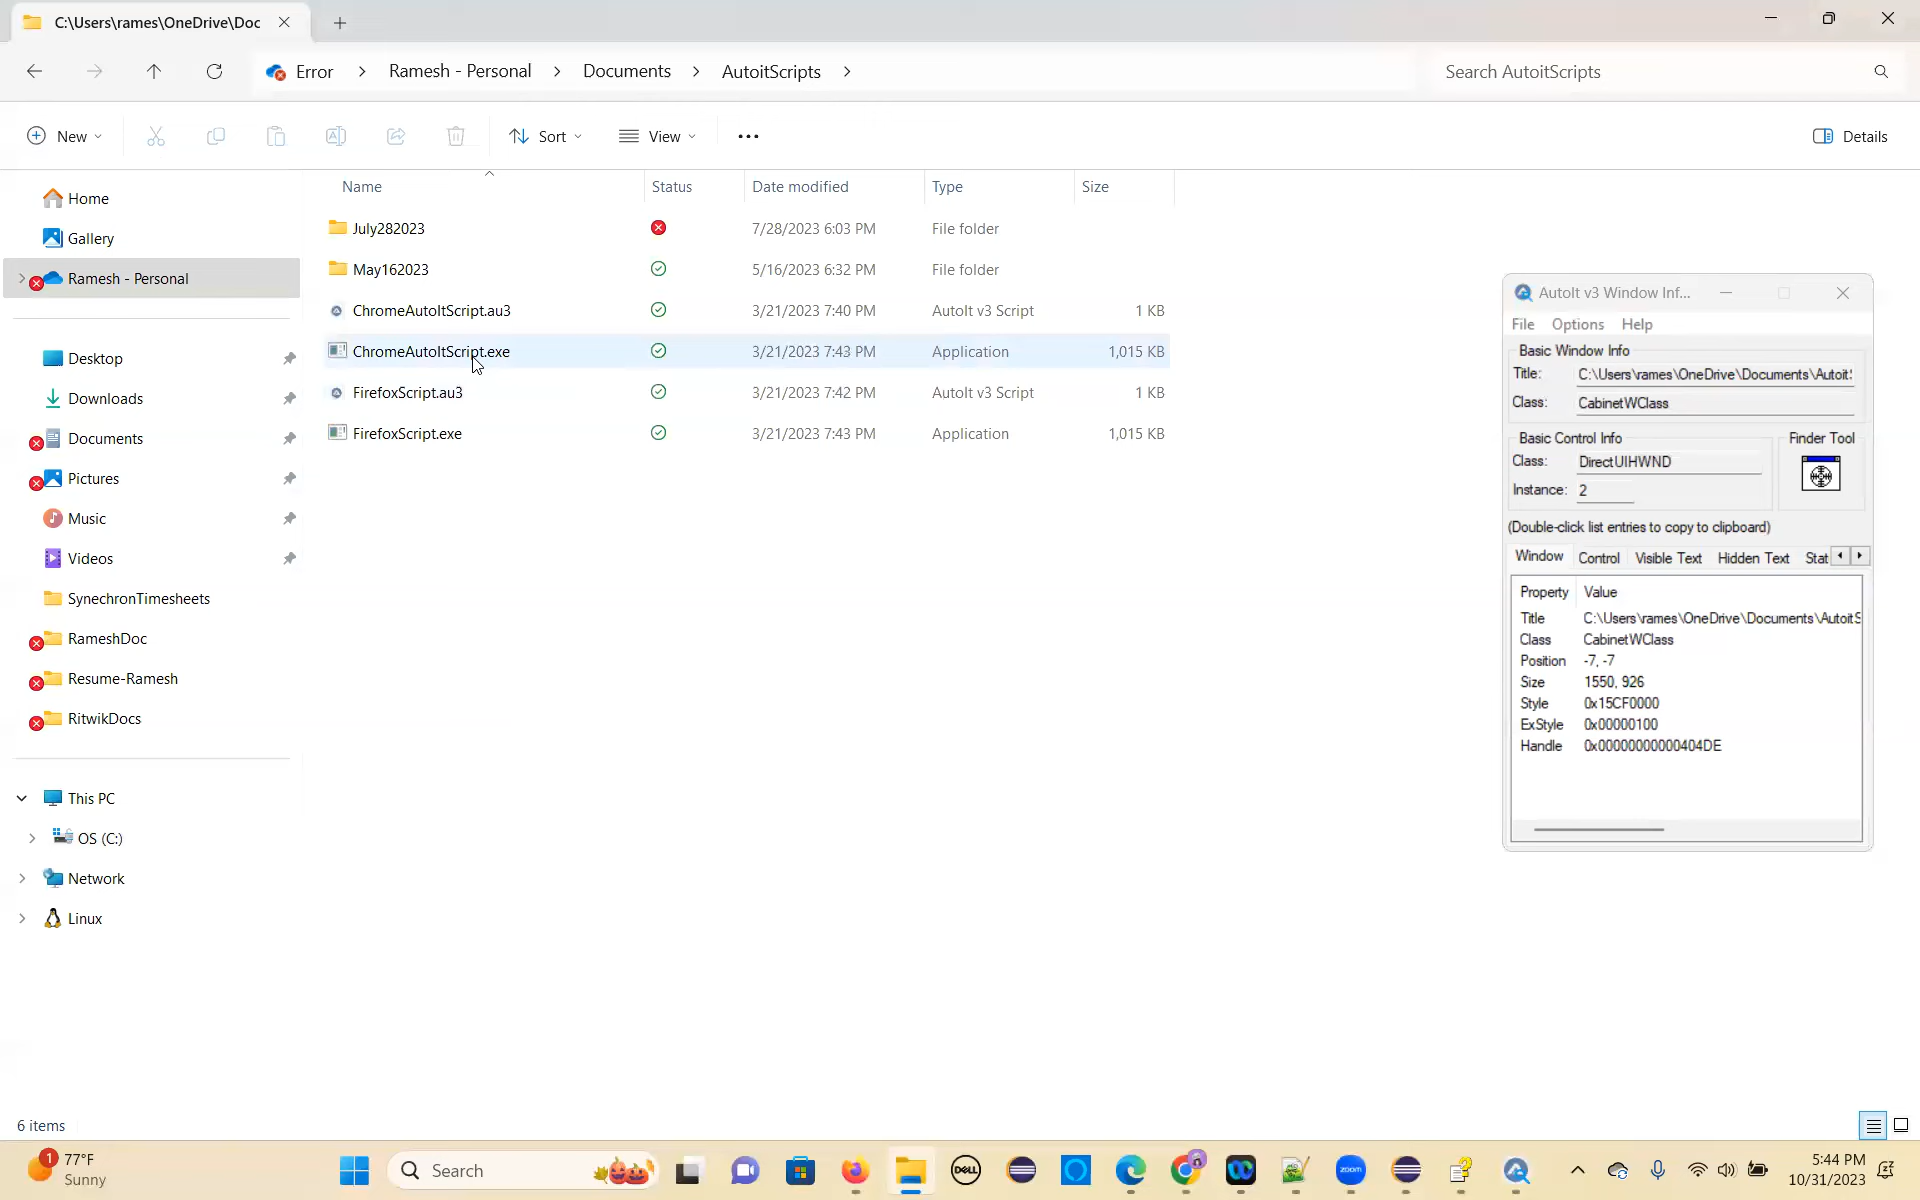 C:\Users\rames\OneDrive\Doc
Error > Ramesh - Personal > Documents > AutoitScripts >
Search AutoitScripts
New
Sort
View
Details
Name Status Date modified Type Size
Home
Gallery
Ramesh - Personal
Desktop
Downloads
Documents
Pictures
Music
Videos
SynechronTimesheets
RameshDoc
Resume-Ramesh
RitwikDocs
This PC
OS (C:)
Network
Linux
July282023 7/28/2023 6:03 PM File folder
May162023 5/16/2023 6:32 PM File folder
ChromeAutoItScript.au3 3/21/2023 7:40 PM AutoIt v3 Script 1 KB
ChromeAutoItScript.exe 3/21/2023 7:43 PM Application 1,015 KB
FirefoxScript.au3 3/21/2023 7:42 PM AutoIt v3 Script 1 KB
FirefoxScript.exe 3/21/2023 7:43 PM Application 1,015 KB
AutoIt v3 Window Inf...
File Options Help
Basic Window Info
Title: C:\Users\rames\OneDrive\Documents\Autoit
Class: CabinetWClass
Basic Control Info
Finder Tool
Class: DirectUIHWND
Instance: 2
(Double-click list entries to copy to clipboard)
Window Control Visible Text Hidden Text Stat
Property Value
Title C:\Users\rames\OneDrive\Documents\AutoitS
Class CabinetWClass
Position -7, -7
Size 1550, 926
Style 0x15CF0000
ExStyle 0x00000100
Handle 0x00000000000404DE
6 items
1
77°F
Sunny
Search
DELL
zoom
5:44 PM
10/31/2023